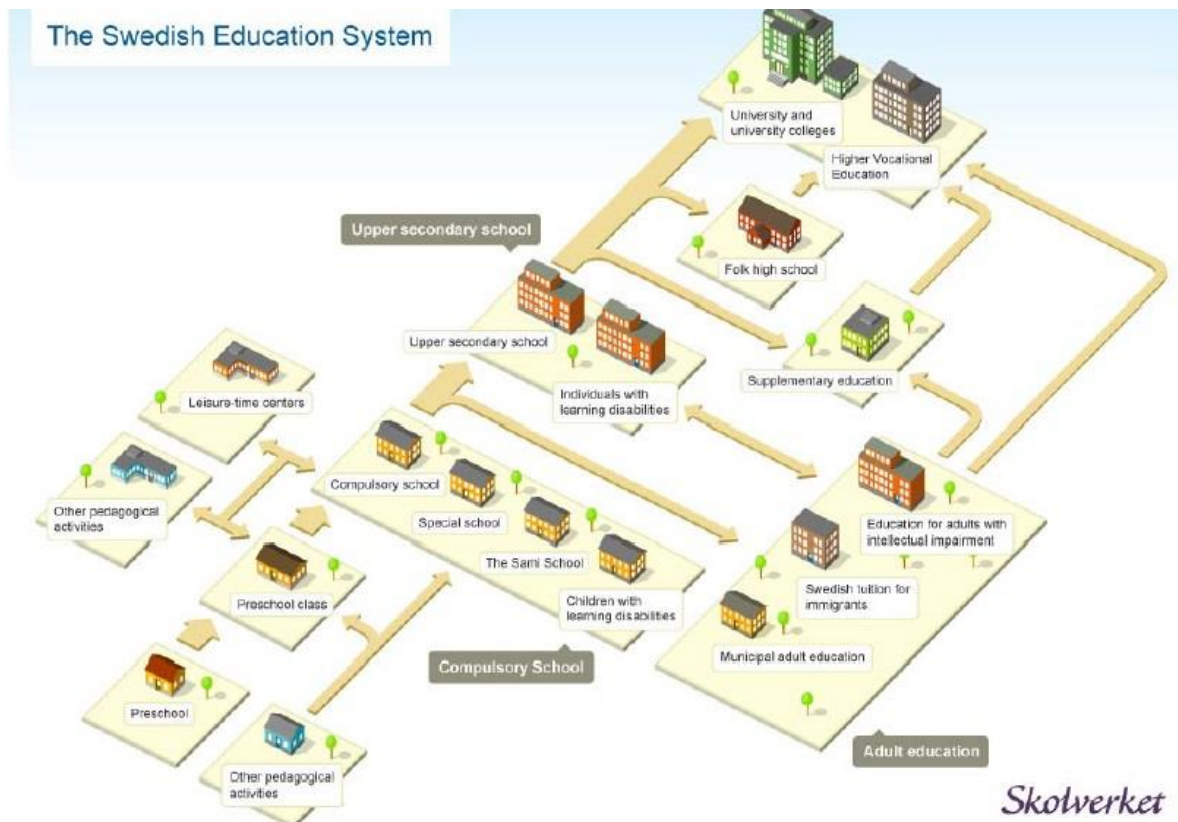 The Swedish Education System
University and
university colleges
Higher Vocational
Education
Upper secondary school
Folk high school
Upper secondary school
Individuals with
learning disabilities
Supplementary education
Leisure-time centers
Other pedagogical
activities
Compulsory school
Special school
The Sami School
Children with
learning disabilities
Education for adults with
intellectual impairment
Swedish tuition for
immigrants
Municipal adult education
Preschool class
Compulsory School
Preschool
Other pedagogical
activities
Adult education
Skolverket